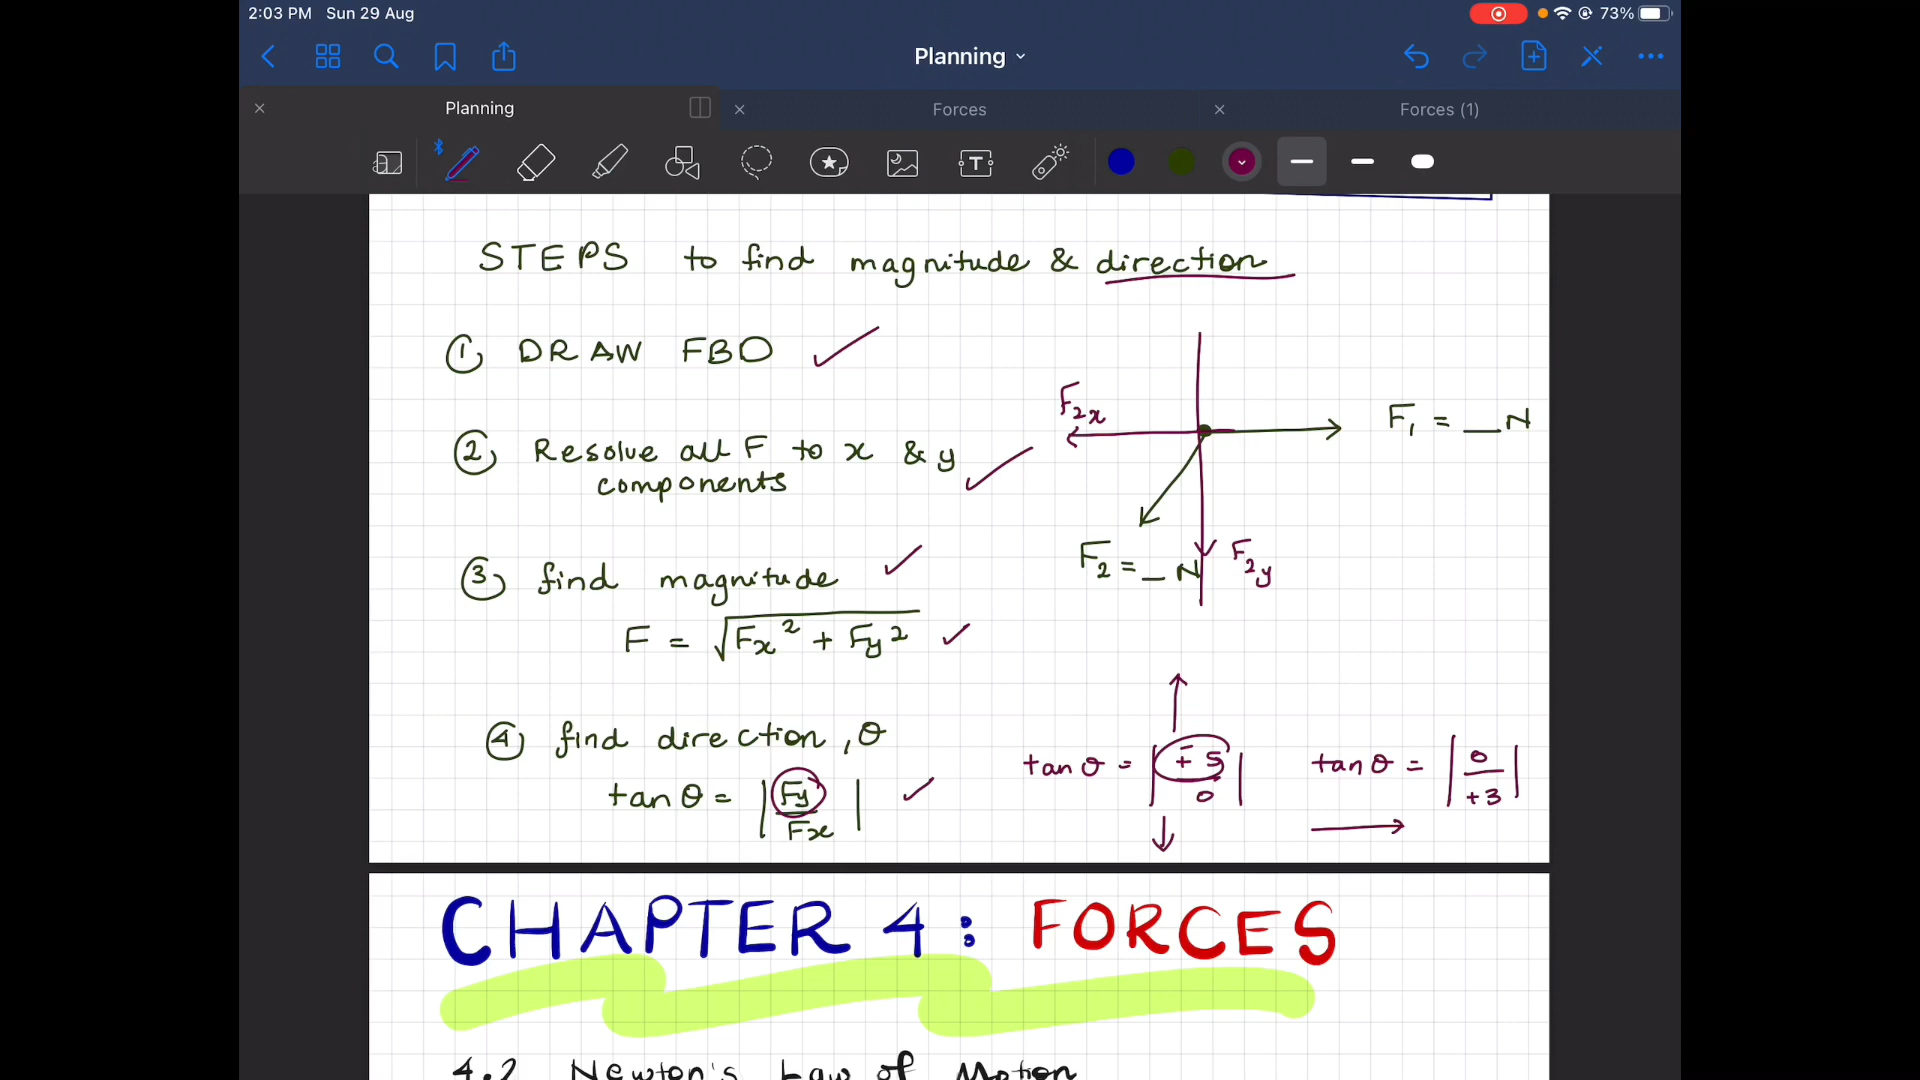 2:03 PM Sun 29 Aug
73%
Planning
Planning
Forces
Forces (1)
STEPS to find magnitude & direction
① DRAW FBD
② Resolve all F to x & y
components
③ find magnitude
F = √Fx² + Fy²
④ find direction, θ
tan θ = | Fy / Fx |
F₂x
F₁ = __ N
F₂ = _ N
F₂y
tan θ = | ± 5 / 0 |
tan θ = | 0 / +3 |
CHAPTER 4 : FORCES
4.2 Newton's Law of Motion